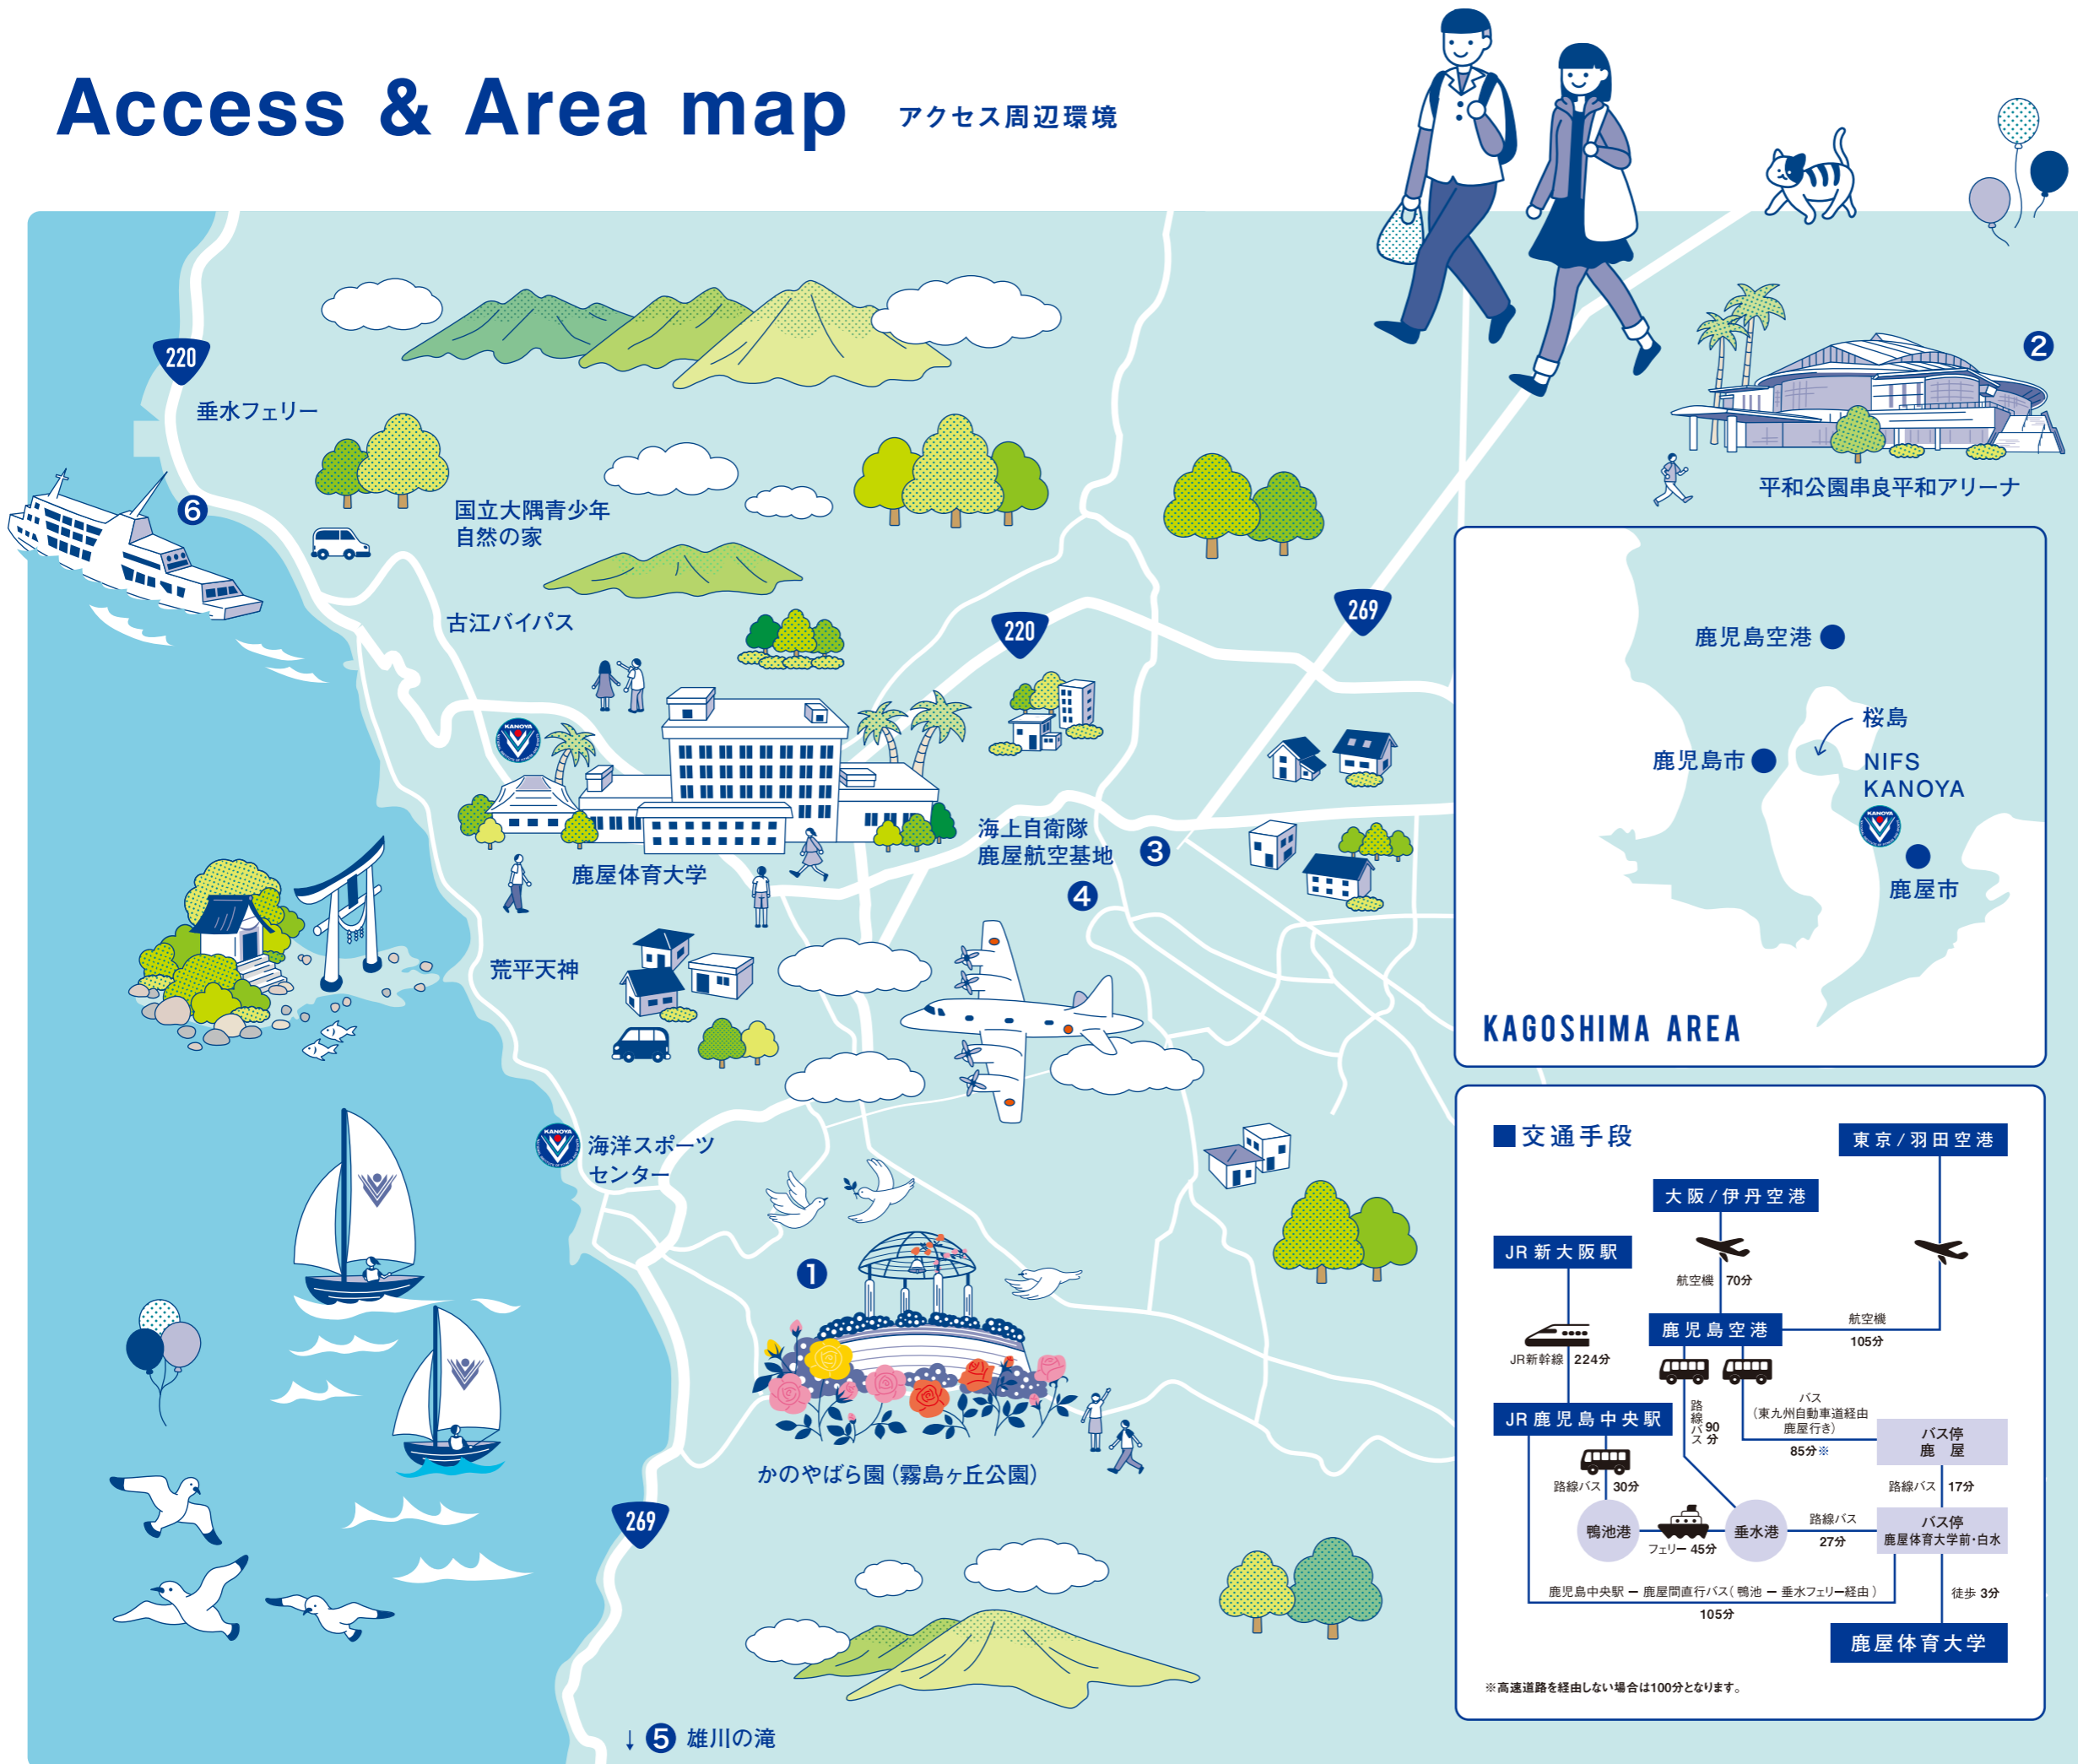 Access & Area map
アクセス周辺環境
220
垂水フェリー
❻
国立大隅青少年
自然の家
古江バイパス
220
269
❷
平和公園串良平和アリーナ
KANOYA
鹿屋体育大学
海上自衛隊
鹿屋航空基地
❸
❹
荒平天神
KANOYA
海洋スポーツ
センター
❶
かのやばら園(霧島ヶ丘公園)
269
↓ ❺ 雄川の滝
鹿児島空港
桜島
鹿児島市
NIFS
KANOYA
KANOYA
鹿屋市
KAGOSHIMA AREA
■交通手段
東京/羽田空港
大阪/伊丹空港
JR新大阪駅
航空機 70分
鹿児島空港
航空機
105分
JR新幹線 224分
JR鹿児島中央駅
路線バス 90分
バス
(東九州自動車道経由
鹿屋行き)
85分※
バス停
鹿 屋
路線バス 30分
路線バス 17分
鴨池港
フェリー 45分
垂水港
路線バス
27分
バス停
鹿屋体育大学前・白水
鹿児島中央駅 ー 鹿屋間直行バス(鴨池 ー 垂水フェリー経由)
105分
徒歩 3分
鹿屋体育大学
※高速道路を経由しない場合は100分となります。